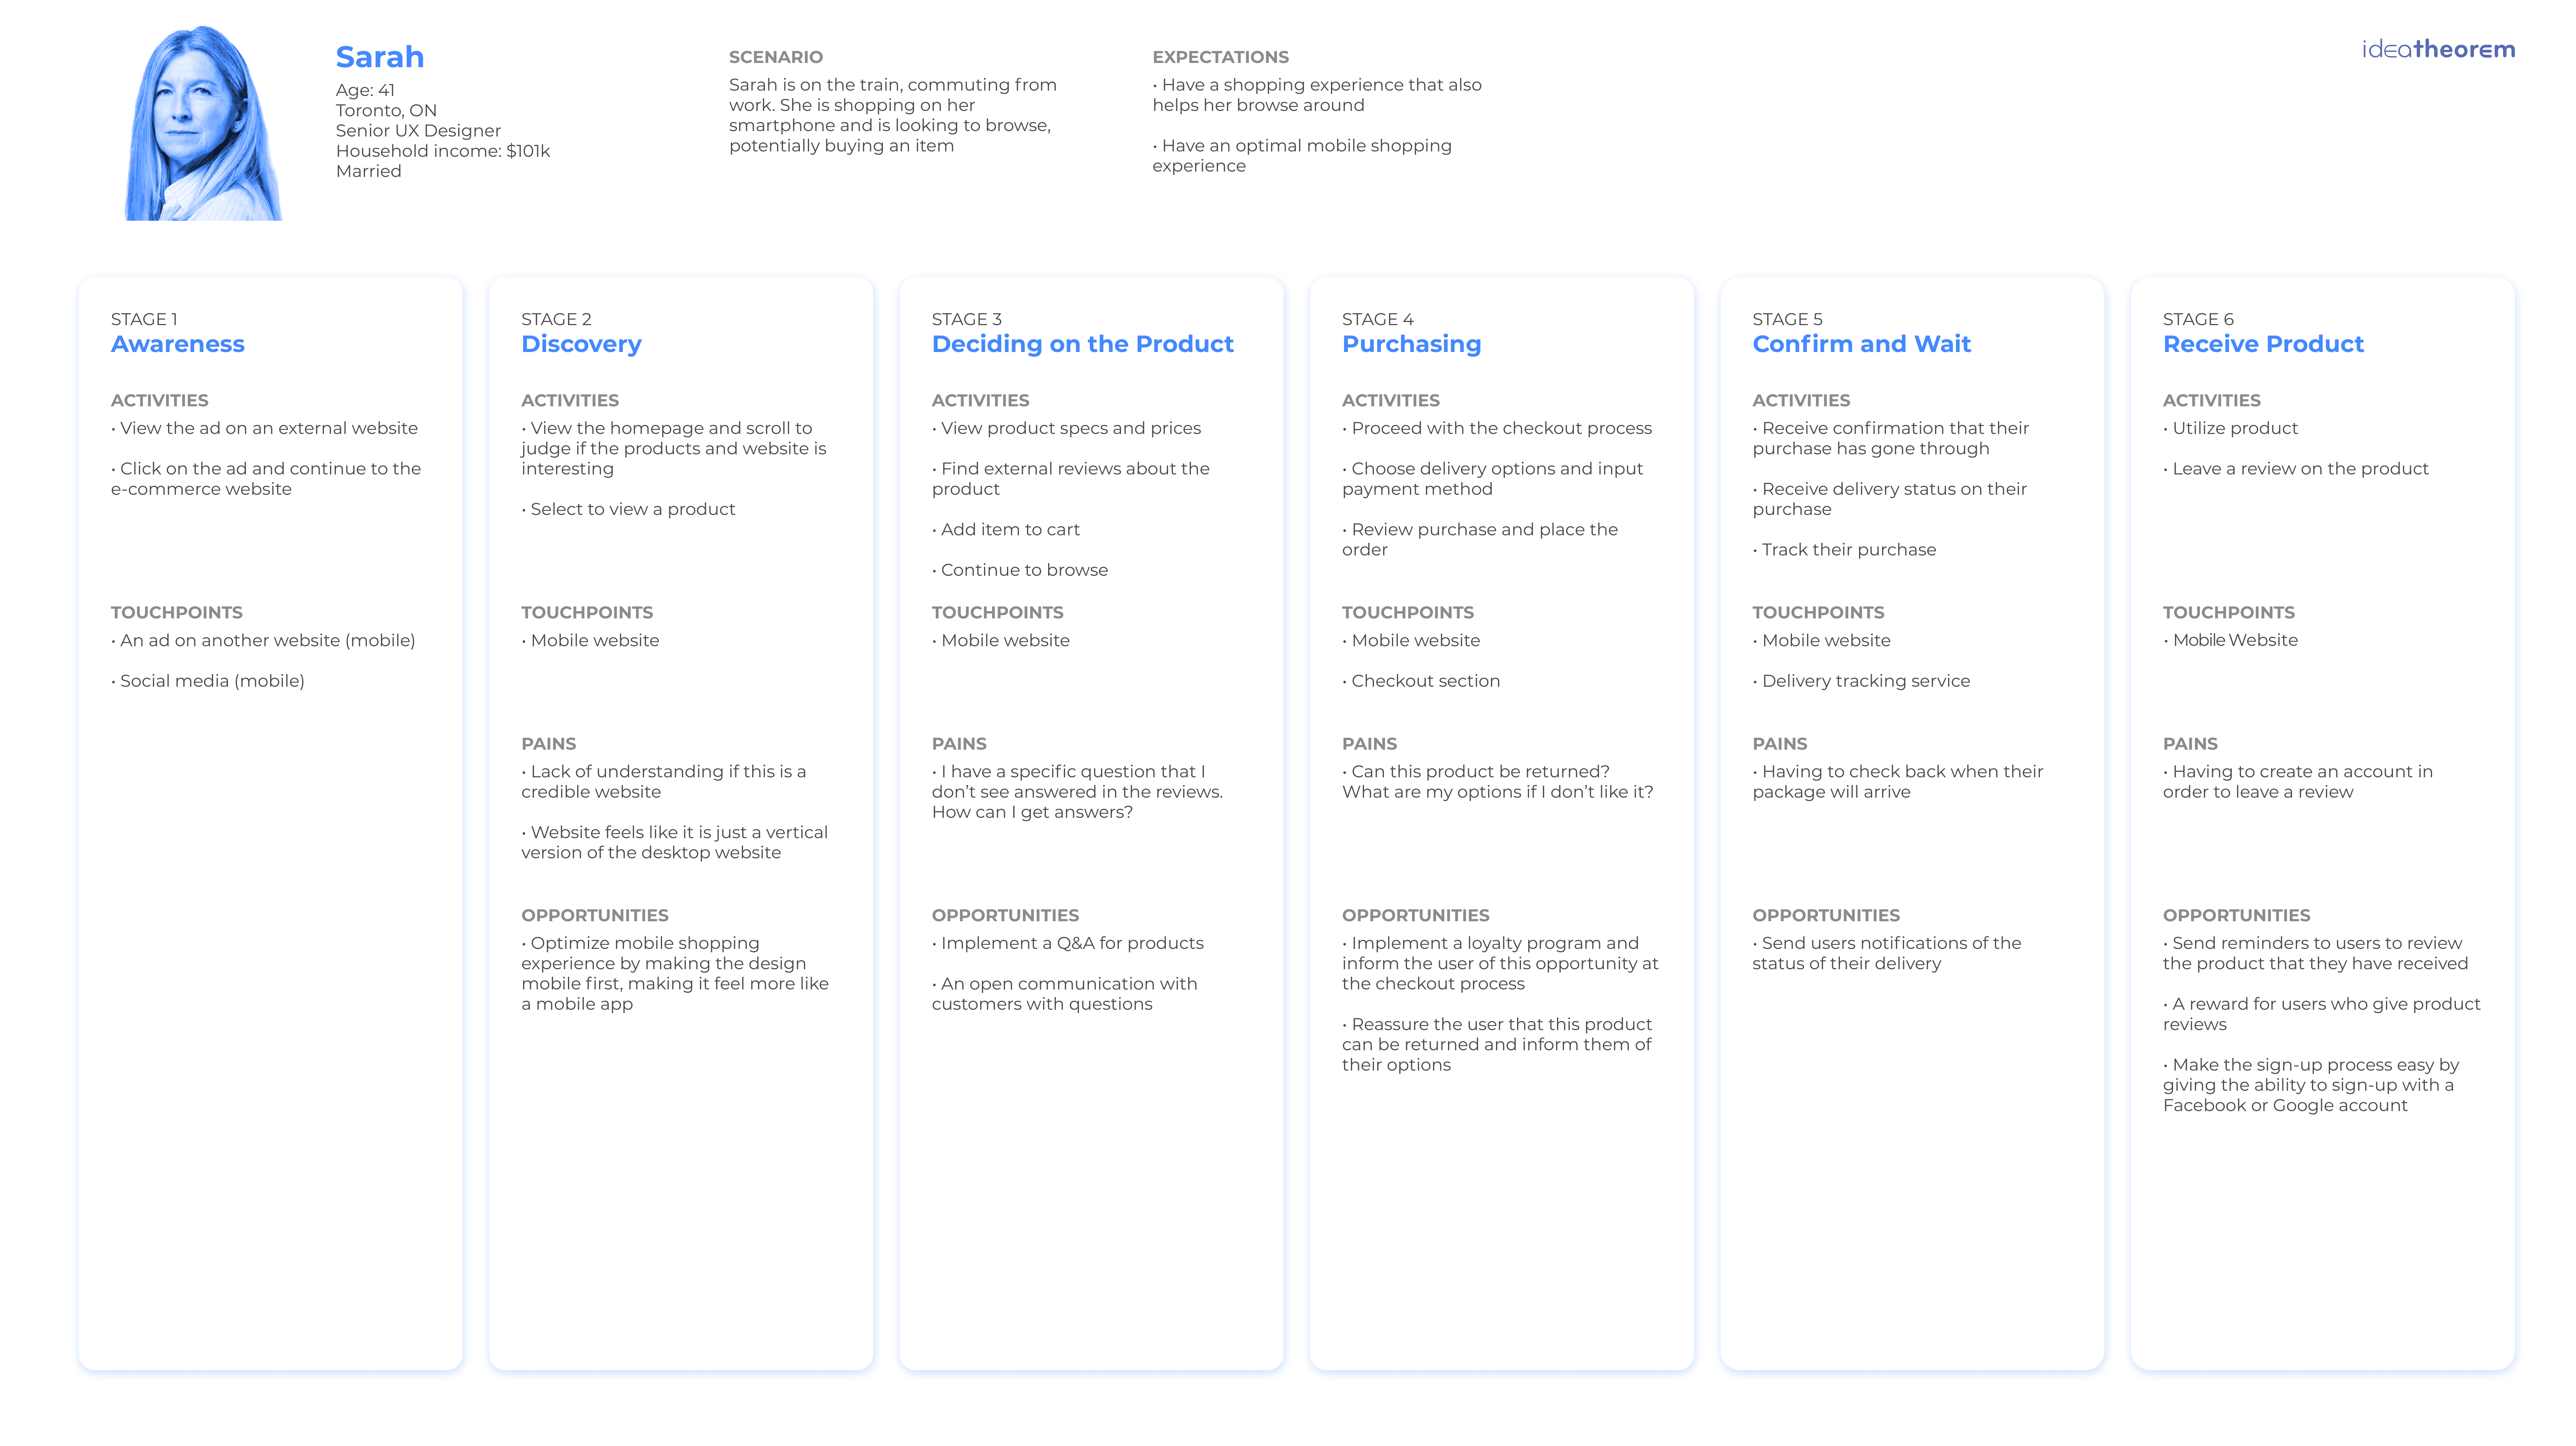 Sarah
Age: 41
Toronto, ON
Senior UX Designer
Household income: $101k
Married
SCENARIO
Sarah is on the train, commuting from
work. She is shopping on her
smartphone and is looking to browse,
potentially buying an item
EXPECTATIONS
• Have a shopping experience that also
helps her browse around
• Have an optimal mobile shopping
experience
ideatheorem
STAGE 1
Awareness
ACTIVITIES
• View the ad on an external website
• Click on the ad and continue to the
e-commerce website
TOUCHPOINTS
• An ad on another website (mobile)
• Social media (mobile)
STAGE 2
Discovery
ACTIVITIES
• View the homepage and scroll to
judge if the products and website is
interesting
• Select to view a product
TOUCHPOINTS
• Mobile website
PAINS
• Lack of understanding if this is a
credible website
• Website feels like it is just a vertical
version of the desktop website
OPPORTUNITIES
• Optimize mobile shopping
experience by making the design
mobile first, making it feel more like
a mobile app
STAGE 3
Deciding on the Product
ACTIVITIES
• View product specs and prices
• Find external reviews about the
product
• Add item to cart
• Continue to browse
TOUCHPOINTS
• Mobile website
PAINS
• I have a specific question that I
don’t see answered in the reviews.
How can I get answers?
OPPORTUNITIES
• Implement a Q&A for products
• An open communication with
customers with questions
STAGE 4
Purchasing
ACTIVITIES
• Proceed with the checkout process
• Choose delivery options and input
payment method
• Review purchase and place the
order
TOUCHPOINTS
• Mobile website
• Checkout section
PAINS
• Can this product be returned?
What are my options if I don’t like it?
OPPORTUNITIES
• Implement a loyalty program and
inform the user of this opportunity at
the checkout process
• Reassure the user that this product
can be returned and inform them of
their options
STAGE 5
Confirm and Wait
ACTIVITIES
• Receive confirmation that their
purchase has gone through
• Receive delivery status on their
purchase
• Track their purchase
TOUCHPOINTS
• Mobile website
• Delivery tracking service
PAINS
• Having to check back when their
package will arrive
OPPORTUNITIES
• Send users notifications of the
status of their delivery
STAGE 6
Receive Product
ACTIVITIES
• Utilize product
• Leave a review on the product
TOUCHPOINTS
• Mobile Website
PAINS
• Having to create an account in
order to leave a review
OPPORTUNITIES
• Send reminders to users to review
the product that they have received
• A reward for users who give product
reviews
• Make the sign-up process easy by
giving the ability to sign-up with a
Facebook or Google account